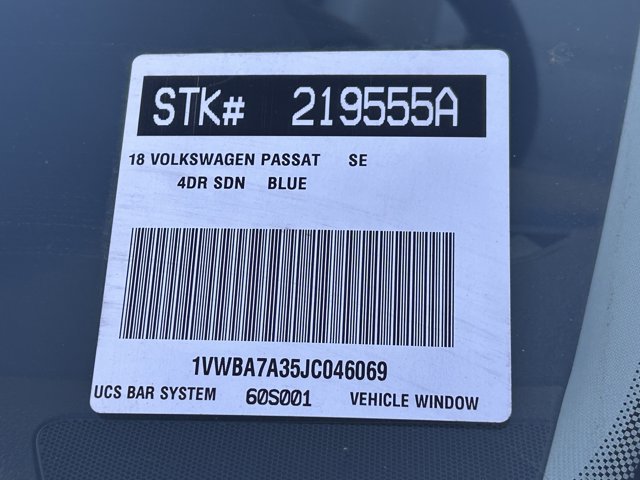 STK# 219555A
18 VOLKSWAGEN PASSAT SE
4DR SDN BLUE
1VWBA7A35JC046069
UCS BAR SYSTEM 60S001 VEHICLE WINDOW